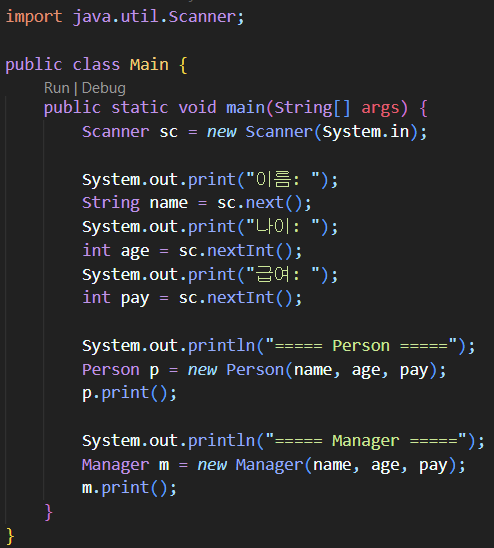 import java.util.Scanner;
public class Main {
Run | Debug
public static void main(String[] args) {
Scanner sc = new Scanner(System.in);
System.out.print("이름: ");
String name = sc.next();
System.out.print("나이: ");
int age = sc.nextInt();
System.out.print("급여: ");
int pay = sc.nextInt();
System.out.println("===== Person =====");
Person p = new Person(name, age, pay);
p.print();
System.out.println("===== Manager =====");
Manager m = new Manager(name, age, pay);
m.print();
}
}